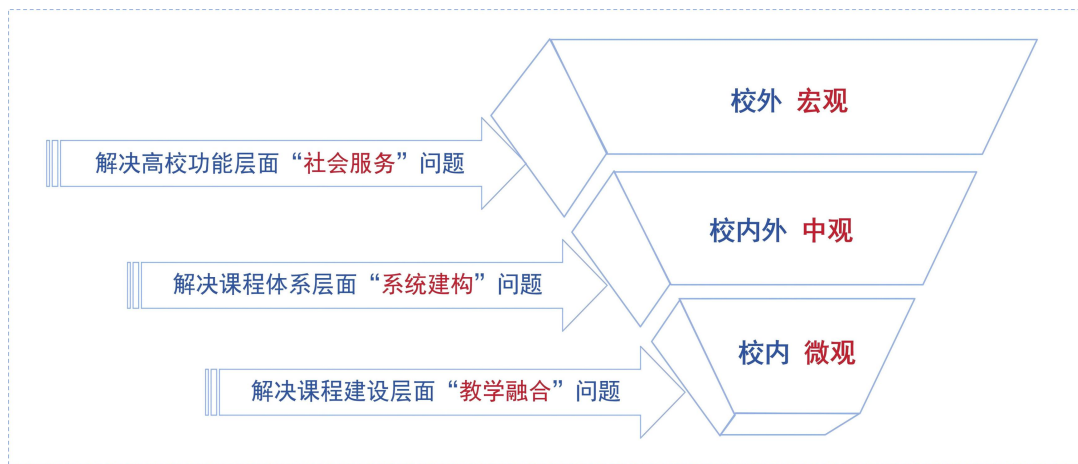 校外 宏观
解决高校功能层面“社会服务”问题
校内外 中观
解决课程体系层面“系统建构”问题
校内 微观
解决课程建设层面“教学融合”问题